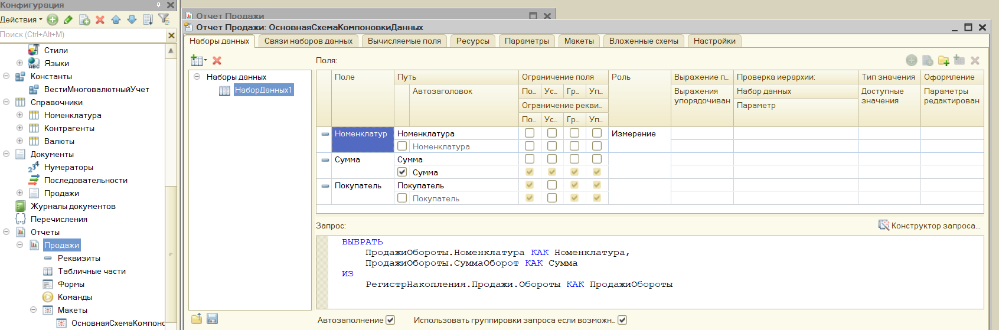 Конфигурация
Действия
Поиск (Ctrl+Alt+M)
Стили
Языки
Константы
ВестиМноговалютныйУчет
Справочники
Номенклатура
Контрагенты
Валюты
Документы
Нумераторы
Последовательности
Продажи
Журналы документов
Перечисления
Отчеты
Продажи
Реквизиты
Табличные части
Формы
Команды
Макеты
ОсновнаяСхемаКомпонс
Отчет Продажи
Отчет Продажи: ОсновнаяСхемаКомпоновкиДанных
Наборы данных Связи наборов данных Вычисляемые поля Ресурсы Параметры Макеты Вложенные схемы Настройки
Наборы данных
НаборДанных1
Поля:
Поле Путь Ограничение поля Роль Выражение п... Проверка иерархии: Тип значения Оформление
Автозаголовок По... Ус... Гр... Уп... Выражения упорядочиван Набор данных Доступные значения Параметры редактирован
Ограничение рекви... Параметр
По... Ус... Гр... Уп...
Номенклатур Номенклатура Измерение
Номенклатура
Сумма Сумма
Сумма
Покупатель Покупатель
Покупатель
Запрос: Конструктор запроса...
ВЫБРАТЬ
ПродажиОбороты.Номенклатура КАК Номенклатура,
ПродажиОбороты.СуммаОборот КАК Сумма
ИЗ
РегистрНакопления.Продажи.Обороты КАК ПродажиОбороты
Автозаполнение Использовать группировки запроса если возможн...